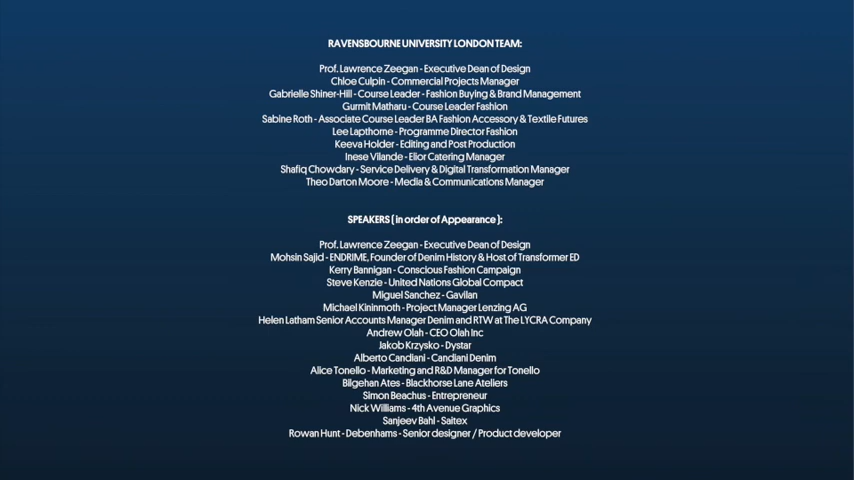 RAVENSBOURNE UNIVERSITY LONDON TEAM:
Prof. Lawrence Zeegan - Executive Dean of Design
Chloe Culpin - Commercial Projects Manager
Gabrielle Shiner-Hill - Course Leader - Fashion Buying & Brand Management
Gurmit Matharu - Course Leader Fashion
Sabine Roth - Associate Course Leader BA Fashion Accessory & Textile Futures
Lee Lapthorne - Programme Director Fashion
Keeva Holder - Editing and Post Production
Inese Vilande - Elior Catering Manager
Shafiq Chowdary - Service Delivery & Digital Transformation Manager
Theo Darton Moore - Media & Communications Manager
SPEAKERS ( in order of Appearance ):
Prof. Lawrence Zeegan - Executive Dean of Design
Mohsin Sajid - ENDRIME, Founder of Denim History & Host of Transformer ED
Kerry Bannigan - Conscious Fashion Campaign
Steve Kenzie - United Nations Global Compact
Miguel Sanchez - Gavilan
Michael Kininmoth - Project Manager Lenzing AG
Helen Latham Senior Accounts Manager Denim and RTW at The LYCRA Company
Andrew Olah - CEO Olah Inc
Jakob Krzysko - Dystar
Alberto Candiani - Candiani Denim
Alice Tonello - Marketing and R&D Manager for Tonello
Bilgehan Ates - Blackhorse Lane Ateliers
Simon Beachus - Entrepreneur
Nick Williams - 4th Avenue Graphics
Sanjeev Bahl - Saitex
Rowan Hunt - Debenhams - Senior designer / Product developer